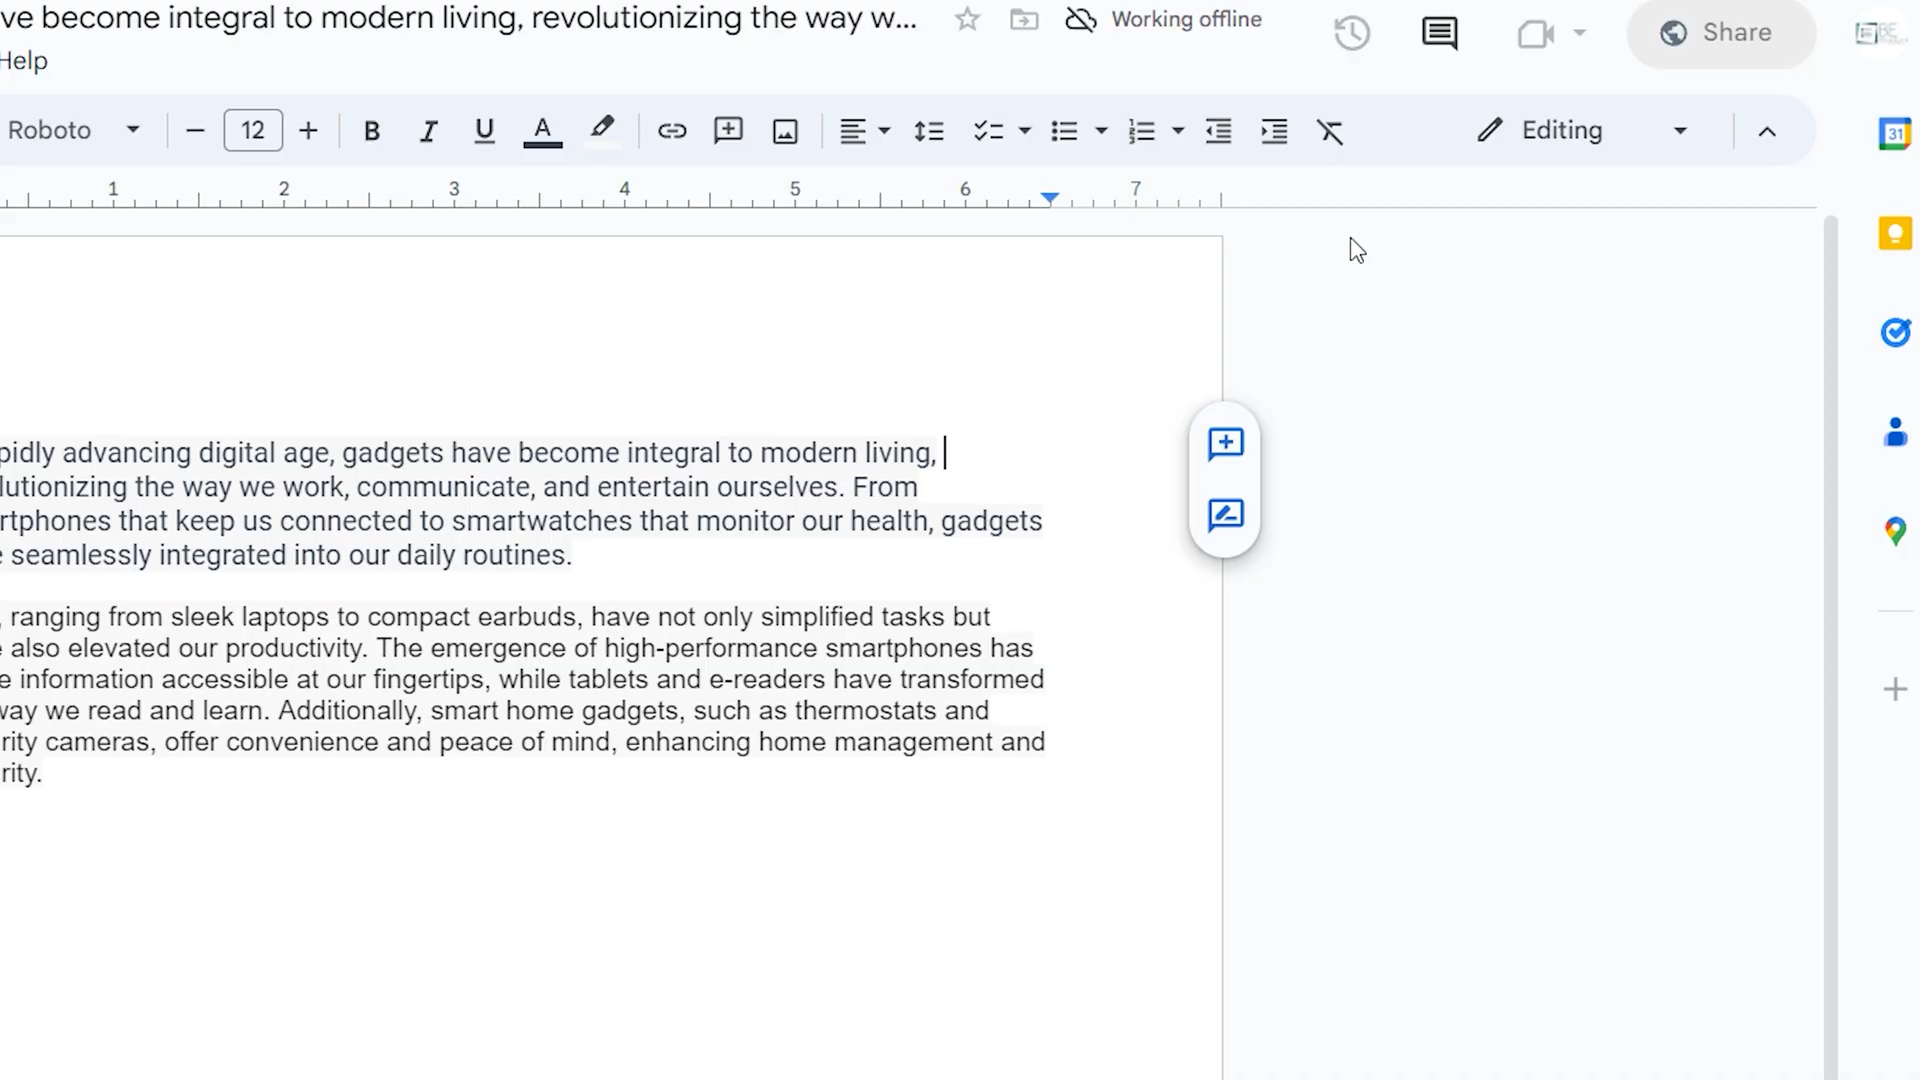 ve become integral to modern living, revolutionizing the way w...
Working offline
Share
Help
Roboto
12
Editing
1 2 3 4 5 6 7
31
pidly advancing digital age, gadgets have become integral to modern living,
lutionizing the way we work, communicate, and entertain ourselves. From
rtphones that keep us connected to smartwatches that monitor our health, gadgets
e seamlessly integrated into our daily routines.
, ranging from sleek laptops to compact earbuds, have not only simplified tasks but
e also elevated our productivity. The emergence of high-performance smartphones has
e information accessible at our fingertips, while tablets and e-readers have transformed
way we read and learn. Additionally, smart home gadgets, such as thermostats and
rity cameras, offer convenience and peace of mind, enhancing home management and
rity.